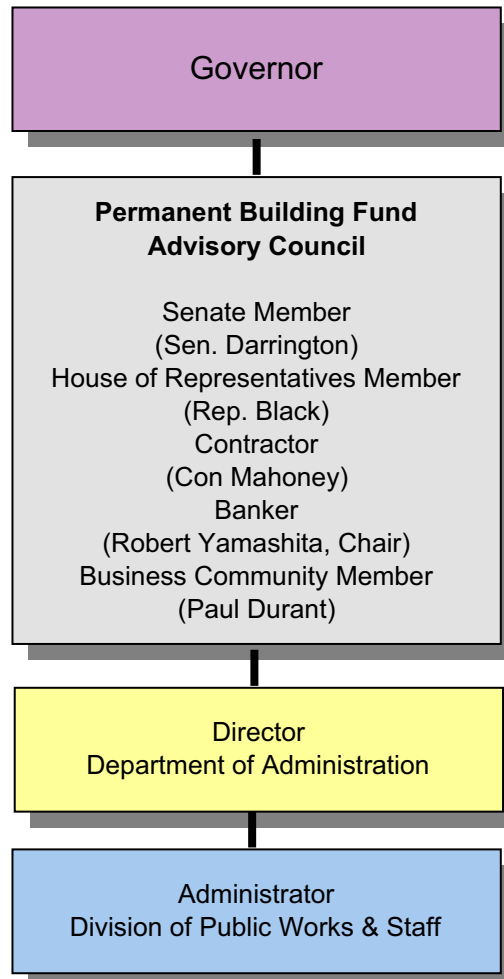 Governor
Permanent Building Fund
Advisory Council
Senate Member
(Sen. Darrington)
House of Representatives Member
(Rep. Black)
Contractor
(Con Mahoney)
Banker
(Robert Yamashita, Chair)
Business Community Member
(Paul Durant)
Director
Department of Administration
Administrator
Division of Public Works & Staff